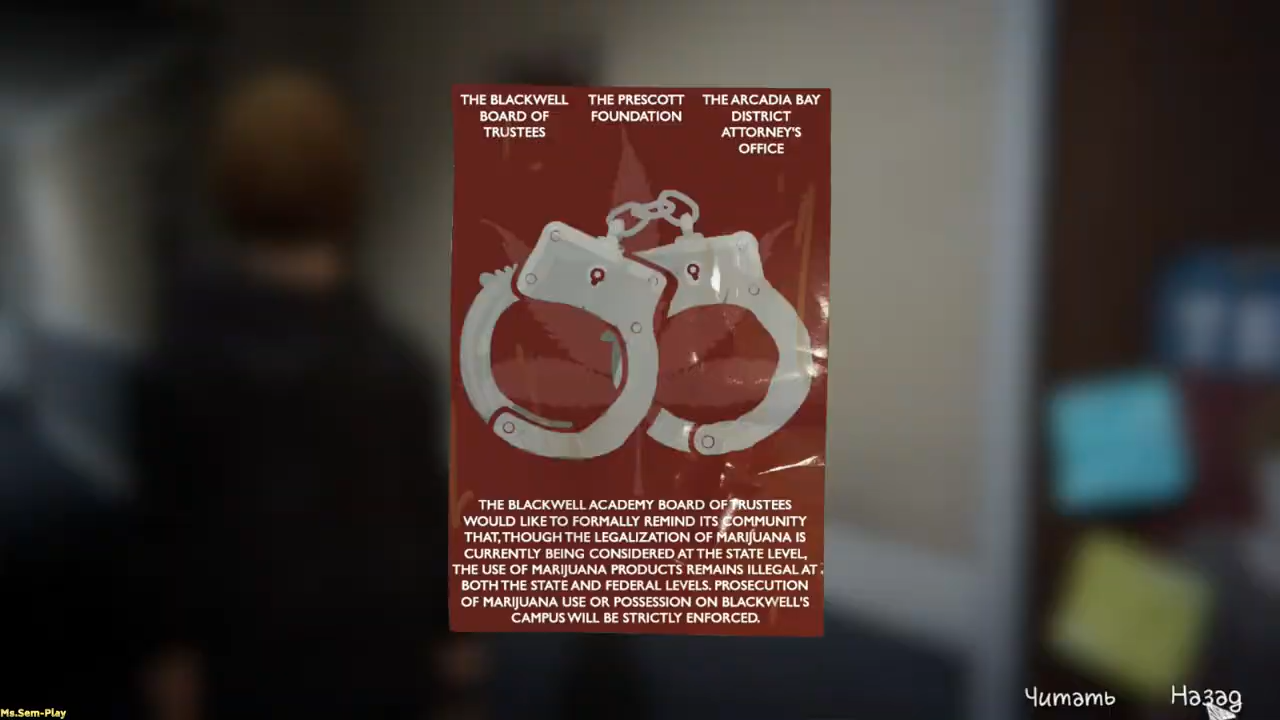 THE BLACKWELL
BOARD OF
TRUSTEES
THE PRESCOTT
FOUNDATION
THE ARCADIA BAY
DISTRICT
ATTORNEY'S
OFFICE
THE BLACKWELL ACADEMY BOARD OF TRUSTEES
WOULD LIKE TO FORMALLY REMIND ITS COMMUNITY
THAT, THOUGH THE LEGALIZATION OF MARIJUANA IS
CURRENTLY BEING CONSIDERED AT THE STATE LEVEL,
THE USE OF MARIJUANA PRODUCTS REMAINS ILLEGAL AT
BOTH THE STATE AND FEDERAL LEVELS. PROSECUTION
OF MARIJUANA USE OR POSSESSION ON BLACKWELL'S
CAMPUS WILL BE STRICTLY ENFORCED.
Читать
Назад
Ms.Sem-Play